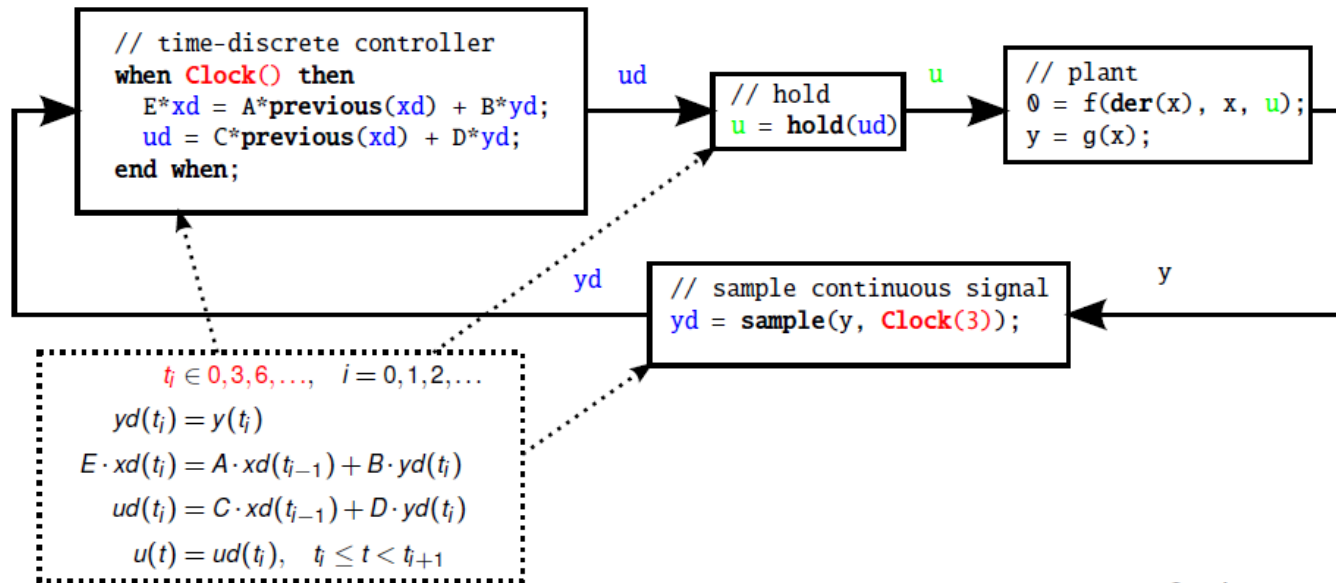 // time-discrete controller
when Clock() then
E*xd = A*previous(xd) + B*yd;
ud = C*previous(xd) + D*yd;
end when;
ud
// hold
u = hold(ud)
u
// plant
0 = f(der(x), x, u);
y = g(x);
yd
// sample continuous signal
yd = sample(y, Clock(3));
y
tᵢ ∈ 0,3,6,..., i = 0,1,2,...
yd(tᵢ) = y(tᵢ)
E · xd(tᵢ) = A · xd(tᵢ₋₁) + B · yd(tᵢ)
ud(tᵢ) = C · xd(tᵢ₋₁) + D · yd(tᵢ)
u(t) = ud(tᵢ), tᵢ ≤ t < tᵢ₊₁